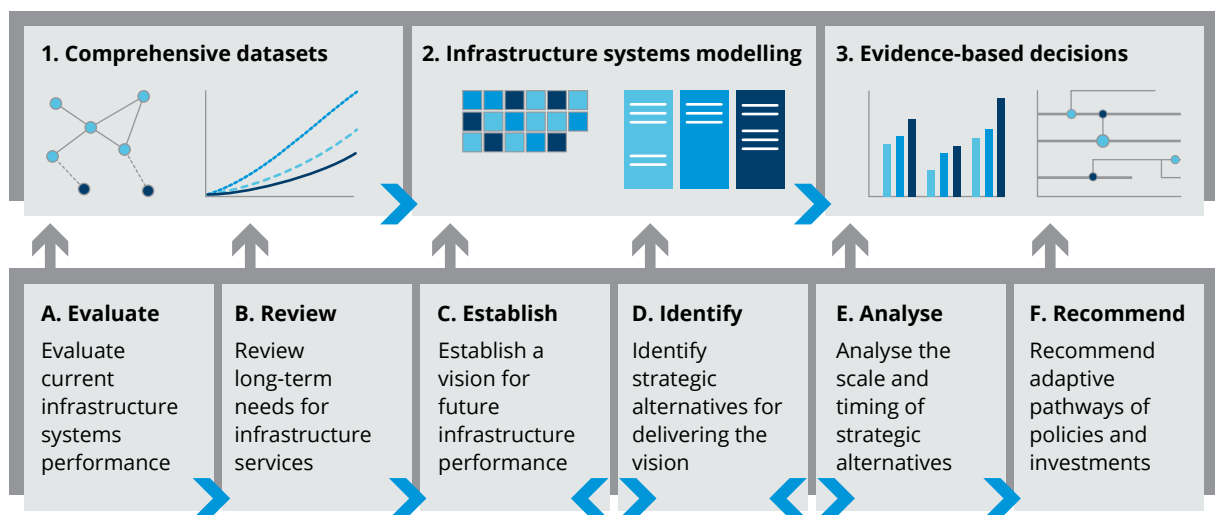 1. Comprehensive datasets
2. Infrastructure systems modelling
3. Evidence-based decisions
A. Evaluate
Evaluate
current
infrastructure
systems
performance
B. Review
Review
long-term
needs for
infrastructure
services
C. Establish
Establish a
vision for
future
infrastructure
performance
D. Identify
Identify
strategic
alternatives for
delivering the
vision
E. Analyse
Analyse the
scale and
timing of
strategic
alternatives
F. Recommend
Recommend
adaptive
pathways of
policies and
investments